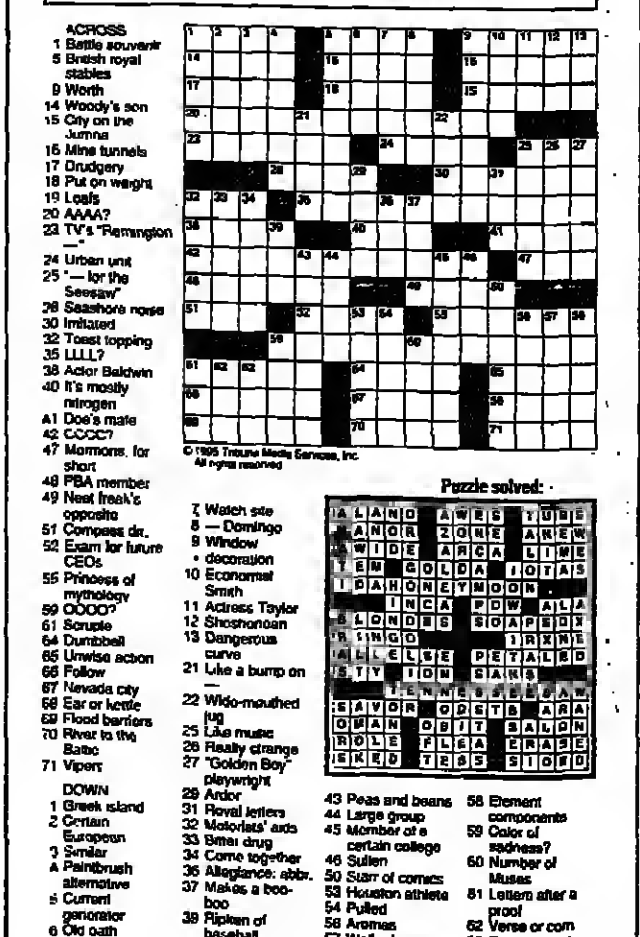 ACROSS
1 Battle souvenir
5 British royal
stables
9 Worth
14 Woody's son
15 City on the
Jumna
16 Mine tunnels
17 Drudgery
18 Put on weight
19 Loafs
20 AAAA?
23 TV's "Remington
—"
24 Urban unit
25 "— for the
Seesaw"
28 Seashore noise
30 Imitated
32 Toast topping
35 LLLL?
38 Actor Baldwin
40 It's mostly
nitrogen
41 Doe's mate
42 CCCC?
47 Mormons, for
short
48 PBA member
49 Neat freak's
opposite
51 Compass dir.
52 Exam for future
CEOs
55 Princess of
mythology
59 OOOO?
61 Scruple
64 Dumbbell
65 Unwise action
66 Follow
67 Nevada city
68 Ear or kettle
69 Flood barriers
70 River to the
Baltic
71 Vipers
DOWN
1 Greek island
2 Certain
European
3 Similar
4 Paintbrush
alternative
5 Current
generator
6 Old oath
© 1995 Tribune Media Services, Inc.
All rights reserved
7 Watch site
8 — Domingo
9 Window
decoration
10 Economist
Smith
11 Actress Taylor
12 Shoshonean
13 Dangerous
curve
21 Like a bump on
—
22 Wide-mouthed
jug
25 Like music
26 Really strange
27 "Golden Boy"
playwright
29 Ardor
31 Royal letters
32 Motorists' aids
33 Bitter drug
34 Come together
36 Allegiance: abbr.
37 Makes a boo-
boo
39 Ripken of
baseball
Puzzle solved:
ALAND AWES TUBE
MANOR ZONE ANEW
AWIDE ARCA LIME
TEM GOLDA IOTAS
IDAHONEYMOON
INCA PDW ALA
BLONDES SOAPBOX
RINGO IRENE
ALLELSE PETALED
STY ION SAKS
TENNESSEESAW
SAVOR ODETS ARA
OMAN OBIT SALON
ROLE FLEA ERASE
SKED TESS SIRED
43 Peas and beans
44 Large group
45 Member of a
certain college
46 Sullen
50 Starr of comics
53 Houston athlete
54 Pulled
56 Aromas
58 Element
components
59 Color of
sadness?
60 Number of
Muses
61 Letters after a
proof
62 Verse or com